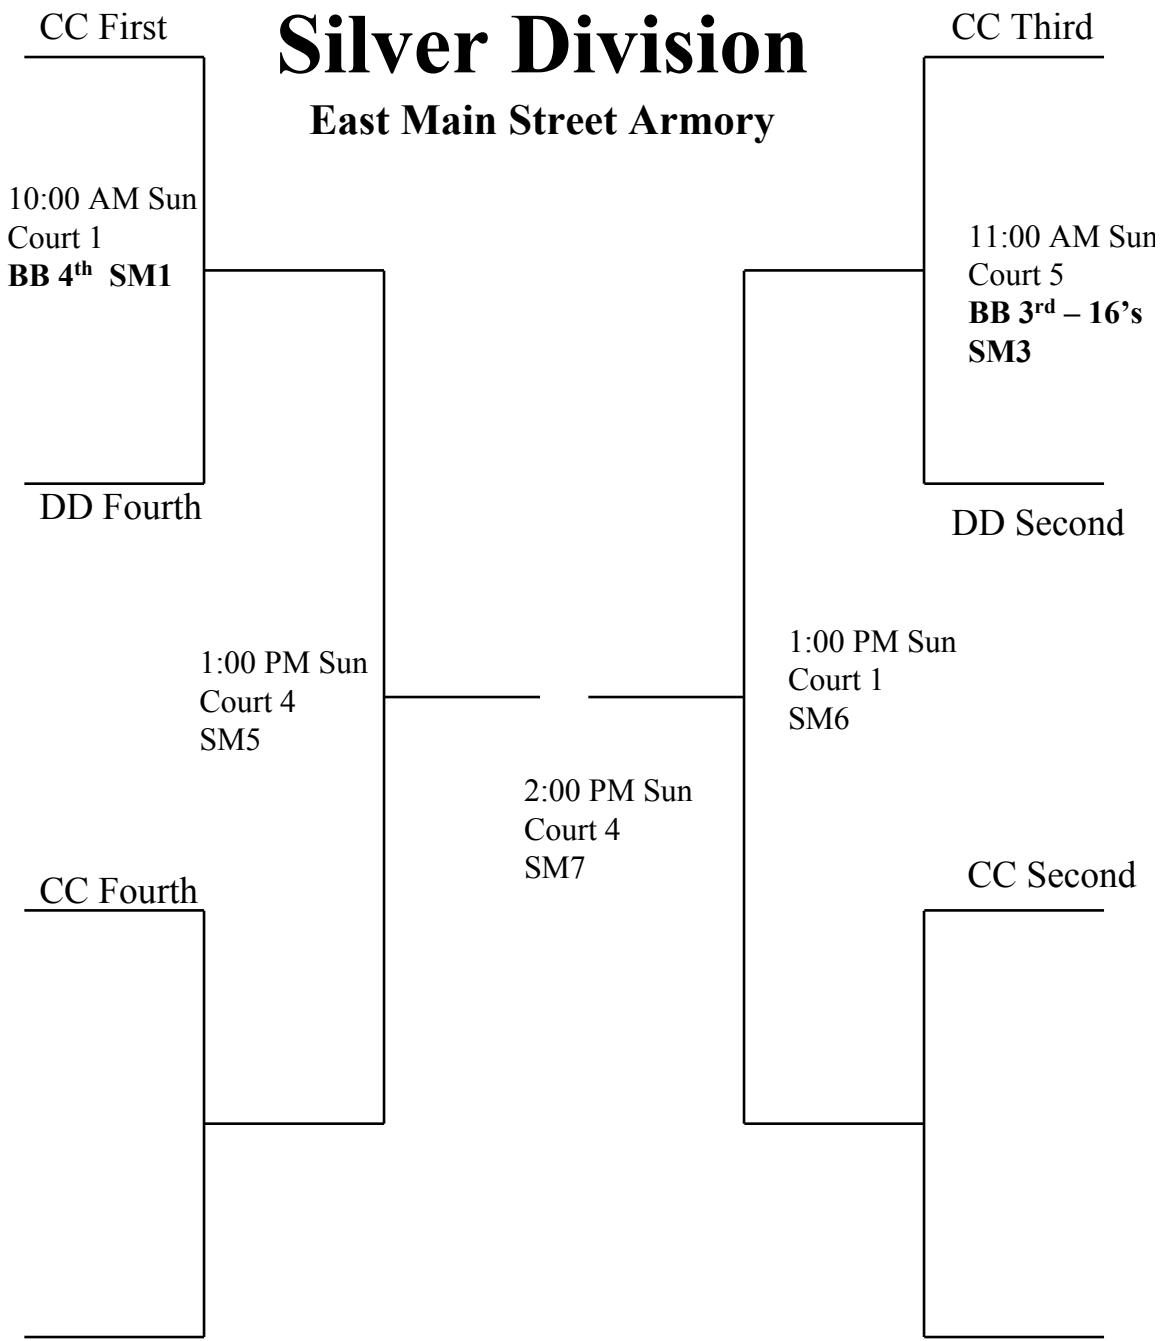 CC First
Silver Division
CC Third
East Main Street Armory
10:00 AM Sun
Court 1
BB 4th SM1
11:00 AM Sun
Court 5
BB 3rd – 16’s
SM3
DD Fourth
DD Second
1:00 PM Sun
Court 4
SM5
1:00 PM Sun
Court 1
SM6
2:00 PM Sun
Court 4
SM7
CC Fourth
CC Second